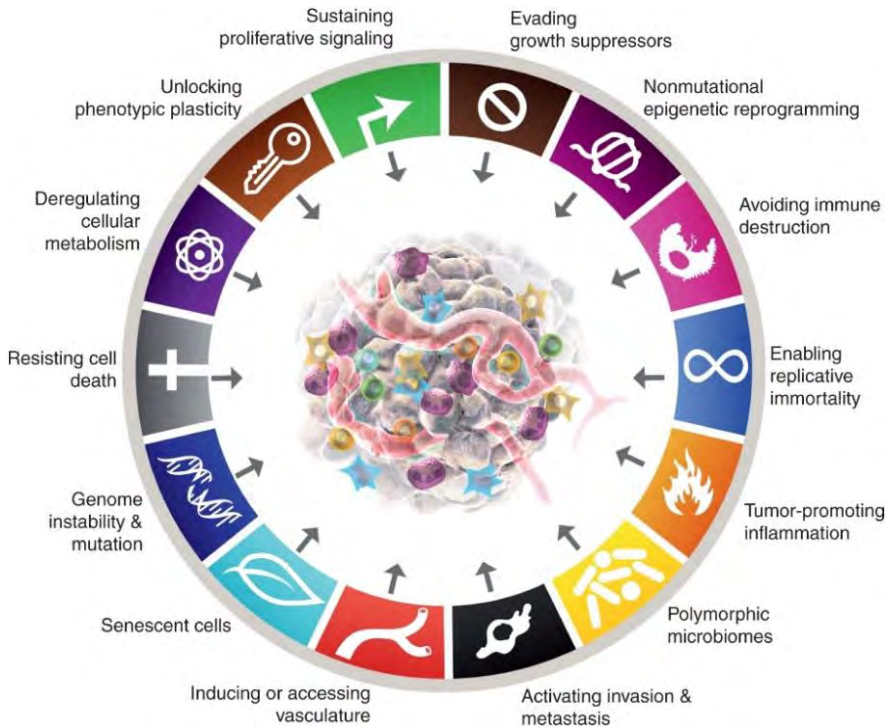 Sustaining
proliferative signaling
Evading
growth suppressors
Nonmutational
epigenetic reprogramming
Avoiding immune
destruction
Enabling
replicative
immortality
Tumor-promoting
inflammation
Polymorphic
microbiomes
Activating invasion &
metastasis
Inducing or accessing
vasculature
Senescent cells
Genome
instability &
mutation
Resisting cell
death
Deregulating
cellular
metabolism
Unlocking
phenotypic plasticity